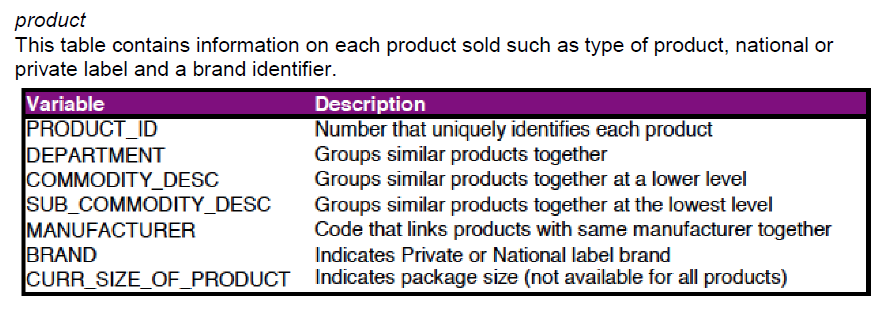 product
This table contains information on each product sold such as type of product, national or
private label and a brand identifier.
Variable Description
PRODUCT_ID Number that uniquely identifies each product
DEPARTMENT Groups similar products together
COMMODITY_DESC Groups similar products together at a lower level
SUB_COMMODITY_DESC Groups similar products together at the lowest level
MANUFACTURER Code that links products with same manufacturer together
BRAND Indicates Private or National label brand
CURR_SIZE_OF_PRODUCT Indicates package size (not available for all products)